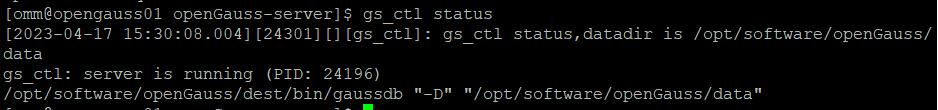 [omm@opengauss01 openGauss-server]$ gs_ctl status
[2023-04-17 15:30:08.004][24301][][gs_ctl]: gs_ctl status,datadir is /opt/software/openGauss/
data
gs_ctl: server is running (PID: 24196)
/opt/software/openGauss/dest/bin/gaussdb "-D" "/opt/software/openGauss/data"